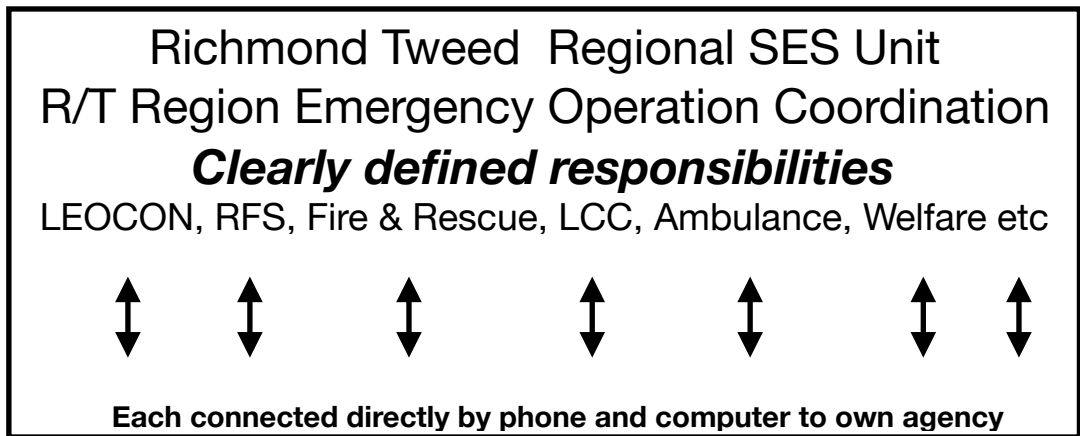 Richmond Tweed  Regional SES Unit
R/T Region Emergency Operation Coordination
Clearly defined responsibilities
LEOCON, RFS, Fire & Rescue, LCC, Ambulance, Welfare etc
Each connected directly by phone and computer to own agency